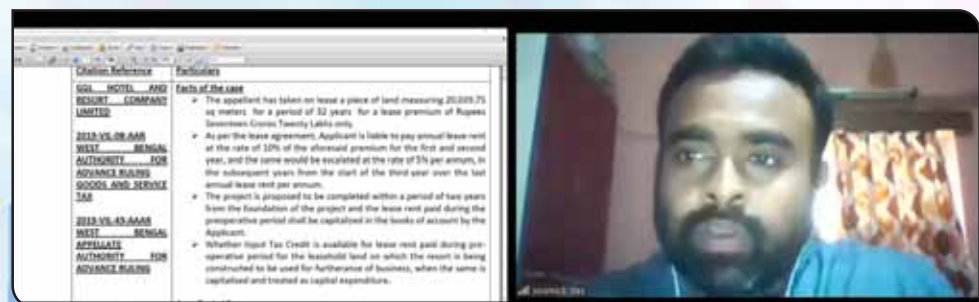 Citation Reference
Particulars
GGL HOTEL AND
RESORT COMPANY
LIMITED
2019-VIL-08-AAR
WEST BENGAL
AUTHORITY FOR
ADVANCE RULING
GOODS AND SERVICE
TAX
2019-VIL-43-AAAR
WEST BENGAL
APPELLATE
AUTHORITY FOR
ADVANCE RULING
Facts of the case
➢ The appellant has taken on lease a piece of land measuring 20,039.75
sq meters for a period of 32 years for a lease premium of Rupees
Seventeen Crores Twenty Lakhs only.
➢ As per the lease agreement, Applicant is liable to pay annual lease rent
at the rate of 10% of the aforesaid premium for the first and second
year, and the same would be escalated at the rate of 5% per annum, in
the subsequent years from the start of the third year over the last
annual lease rent per annum.
➢ The project is proposed to be completed within a period of two years
from the foundation of the project and the lease rent paid during the
preoperative period shall be capitalized in the books of account by the
Applicant.
➢ Whether Input Tax Credit is available for lease rent paid during pre-
operative period for the leasehold land on which the resort is being
constructed to be used for furtherance of business, when the same is
capitalised and treated as capital expenditure.